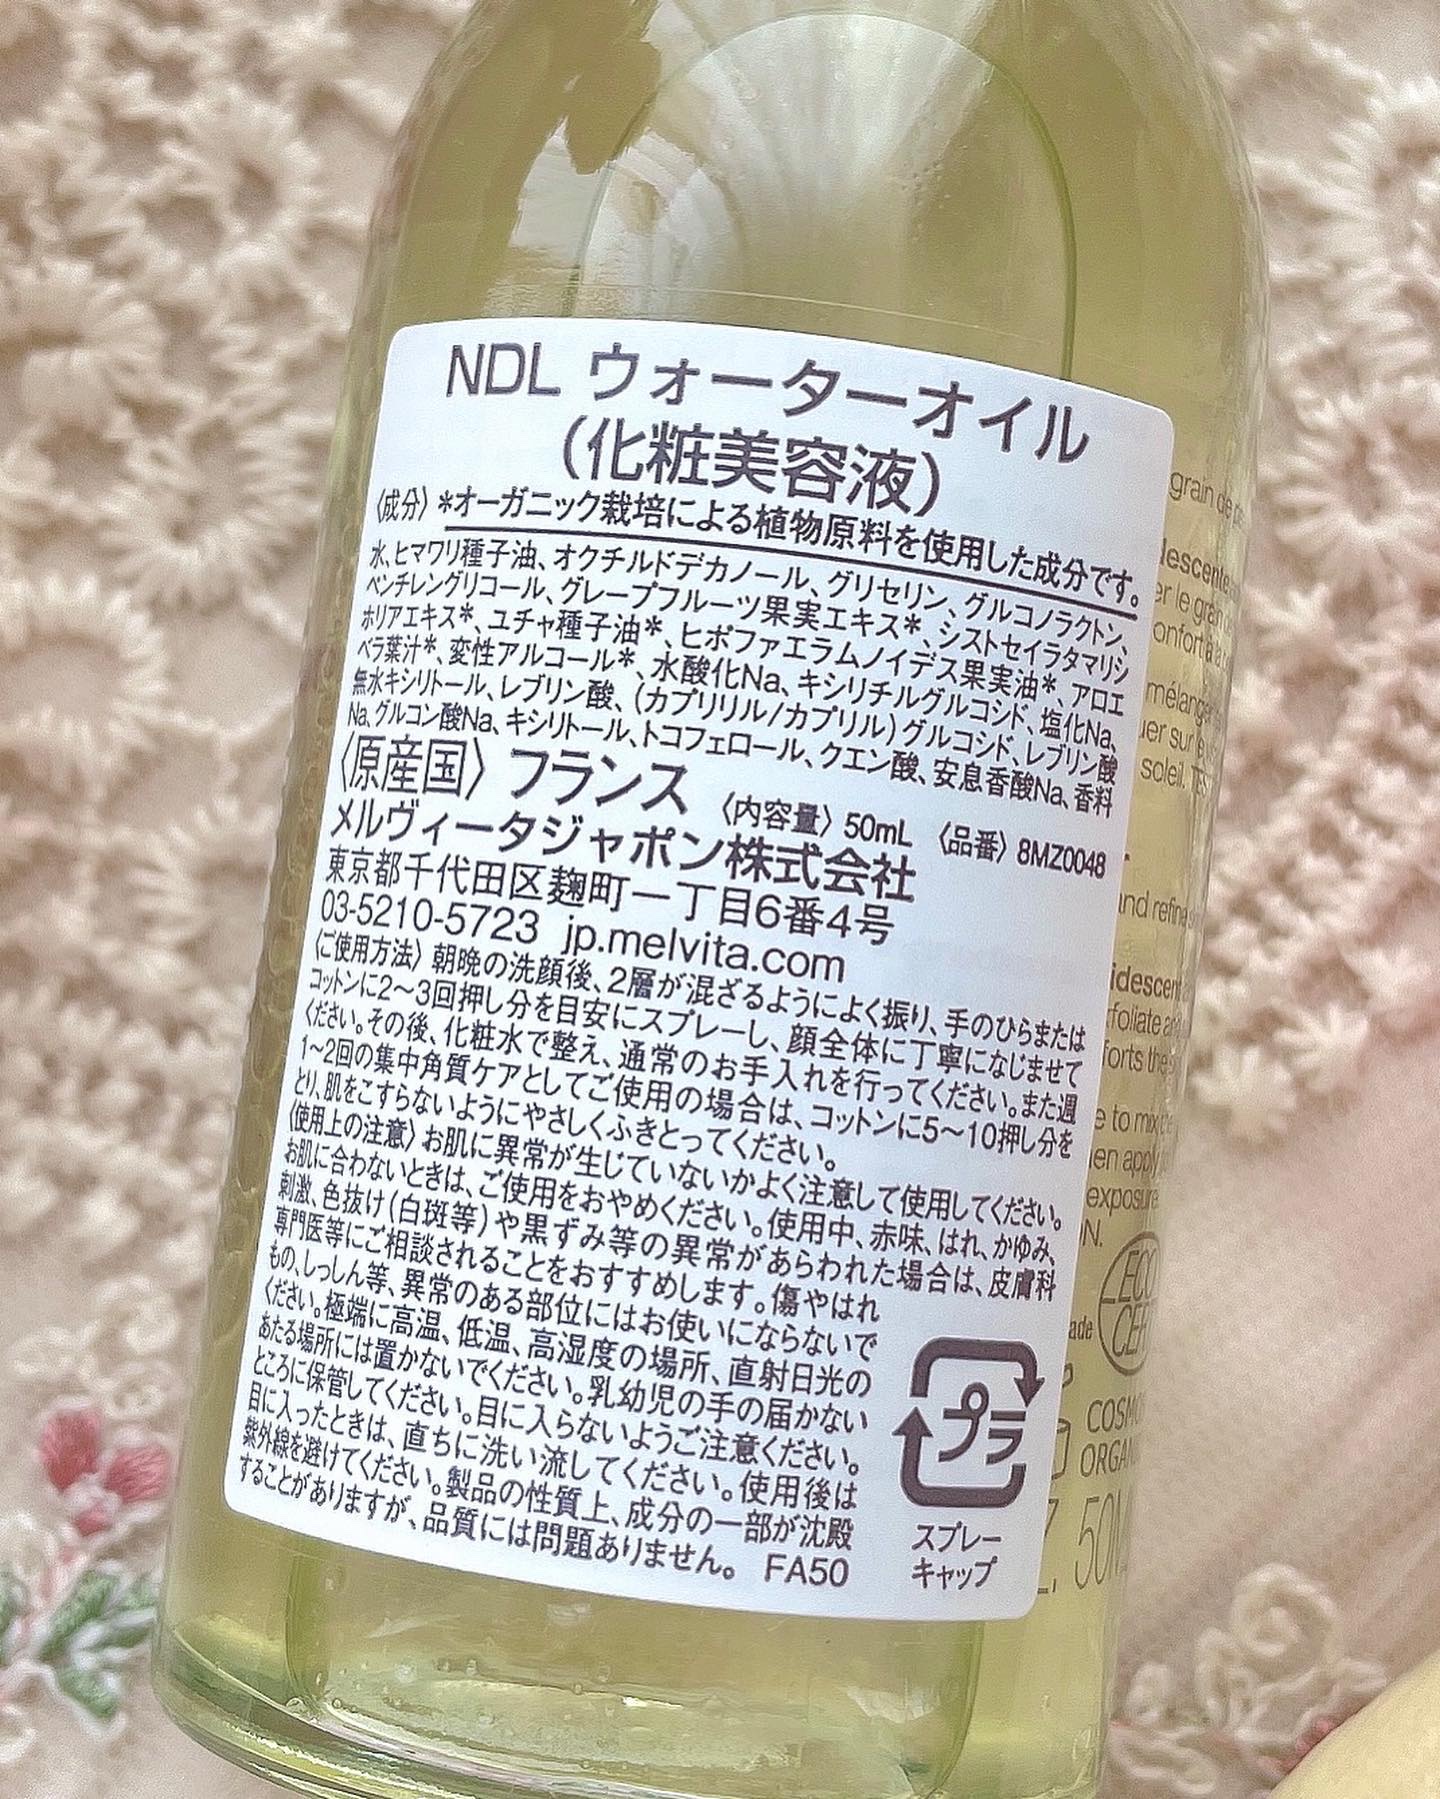 NDL ウォーターオイル
（化粧美容液）
〈成分〉*オーガニック栽培による植物原料を使用した成分です。
水、ヒマワリ種子油、オクチルドデカノール、グリセリン、グルコノラクトン、
ペンチレングリコール、グレープフルーツ果実エキス*、シストセイラタマリシ
ホリアエキス*、ユチャ種子油*、ヒポファエラムノイデス果実油*、アロエ
ベラ葉汁*、変性アルコール*、水酸化Na、キシリチルグルコシド、塩化Na、
無水キシリトール、レブリン酸、（カプリリル/カプリル）グルコシド、レブリン酸
Na、グルコン酸Na、キシリトール、トコフェロール、クエン酸、安息香酸Na、香料
〈原産国〉フランス 〈内容量〉50mL 〈品番〉8MZ0048
メルヴィータジャポン株式会社
東京都千代田区麹町一丁目6番4号
03-5210-5723 jp.melvita.com
〈ご使用方法〉朝晩の洗顔後、2層が混ざるようによく振り、手のひらまたは
コットンに2〜3回押し分を目安にスプレーし、顔全体に丁寧になじませて
ください。その後、化粧水で整え、通常のお手入れを行ってください。また週
1〜2回の集中角質ケアとしてご使用の場合は、コットンに5〜10押し分を
とり、肌をこすらないようにやさしくふきとってください。
〈使用上の注意〉お肌に異常が生じていないかよく注意して使用してください。
お肌に合わないときは、ご使用をおやめください。使用中、赤味、はれ、かゆみ、
刺激、色抜け（白斑等）や黒ずみ等の異常があらわれた場合は、皮膚科
専門医等にご相談されることをおすすめします。傷やはれ
もの、しっしん等、異常のある部位にはお使いにならないで
ください。極端に高温、低温、高湿度の場所、直射日光の
あたる場所には置かないでください。乳幼児の手の届かない
ところに保管してください。目に入らないようご注意ください。
目に入ったときは、直ちに洗い流してください。使用後は
紫外線を避けてください。製品の性質上、成分の一部が沈殿
することがありますが、品質には問題ありません。 FA50
プラ
スプレー
キャップ
grain de
er le grain
onfort à la
mélanger
uer sur le
soleil.
and refine
e to mix the
en apply
exposure
ON.
ECO
CERT
COSMO
ORGAN